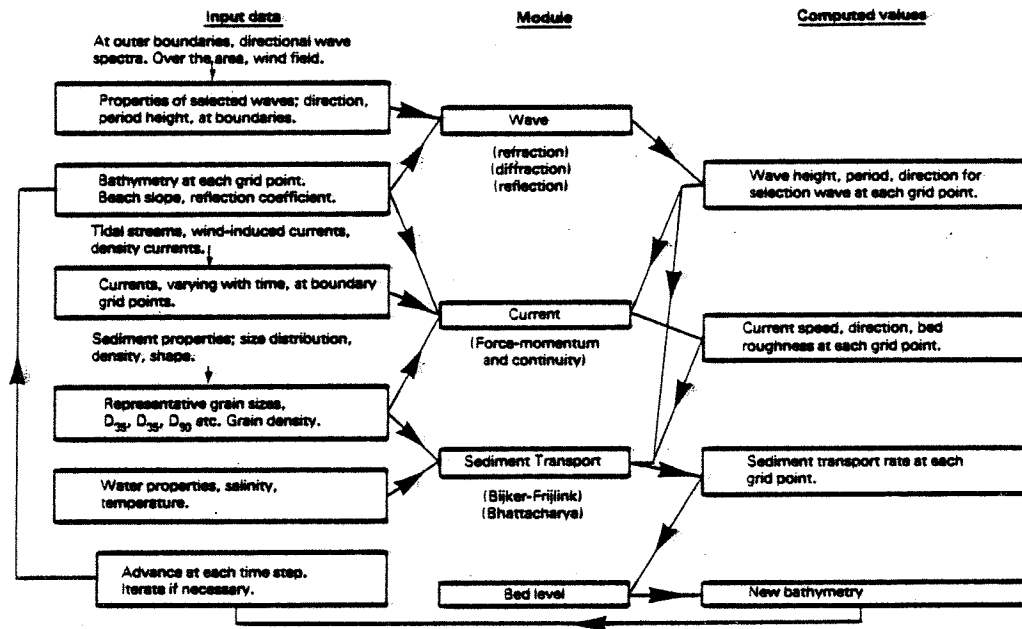 Input data
Module
Computed values
At outer boundaries, directional wave
spectra. Over the area, wind field.
Properties of selected waves; direction,
period height, at boundaries.
Wave
(refraction)
(diffraction)
(reflection)
Wave height, period, direction for
selection wave at each grid point.
Bathymetry at each grid point.
Beach slope, reflection coefficient.
Tidal streams, wind-induced currents,
density currents.
Currents, varying with time, at boundary
grid points.
Current
(Force-momentum
and continuity)
Current speed, direction, bed
roughness at each grid point.
Sediment properties; size distribution,
density, shape.
Representative grain sizes,
D35, D35, D90 etc. Grain density.
Sediment Transport
(Bijker-Frijlink)
(Bhattacharya)
Sediment transport rate at each
grid point.
Water properties, salinity,
temperature.
Advance at each time step.
Iterate if necessary.
Bed level
New bathymetry